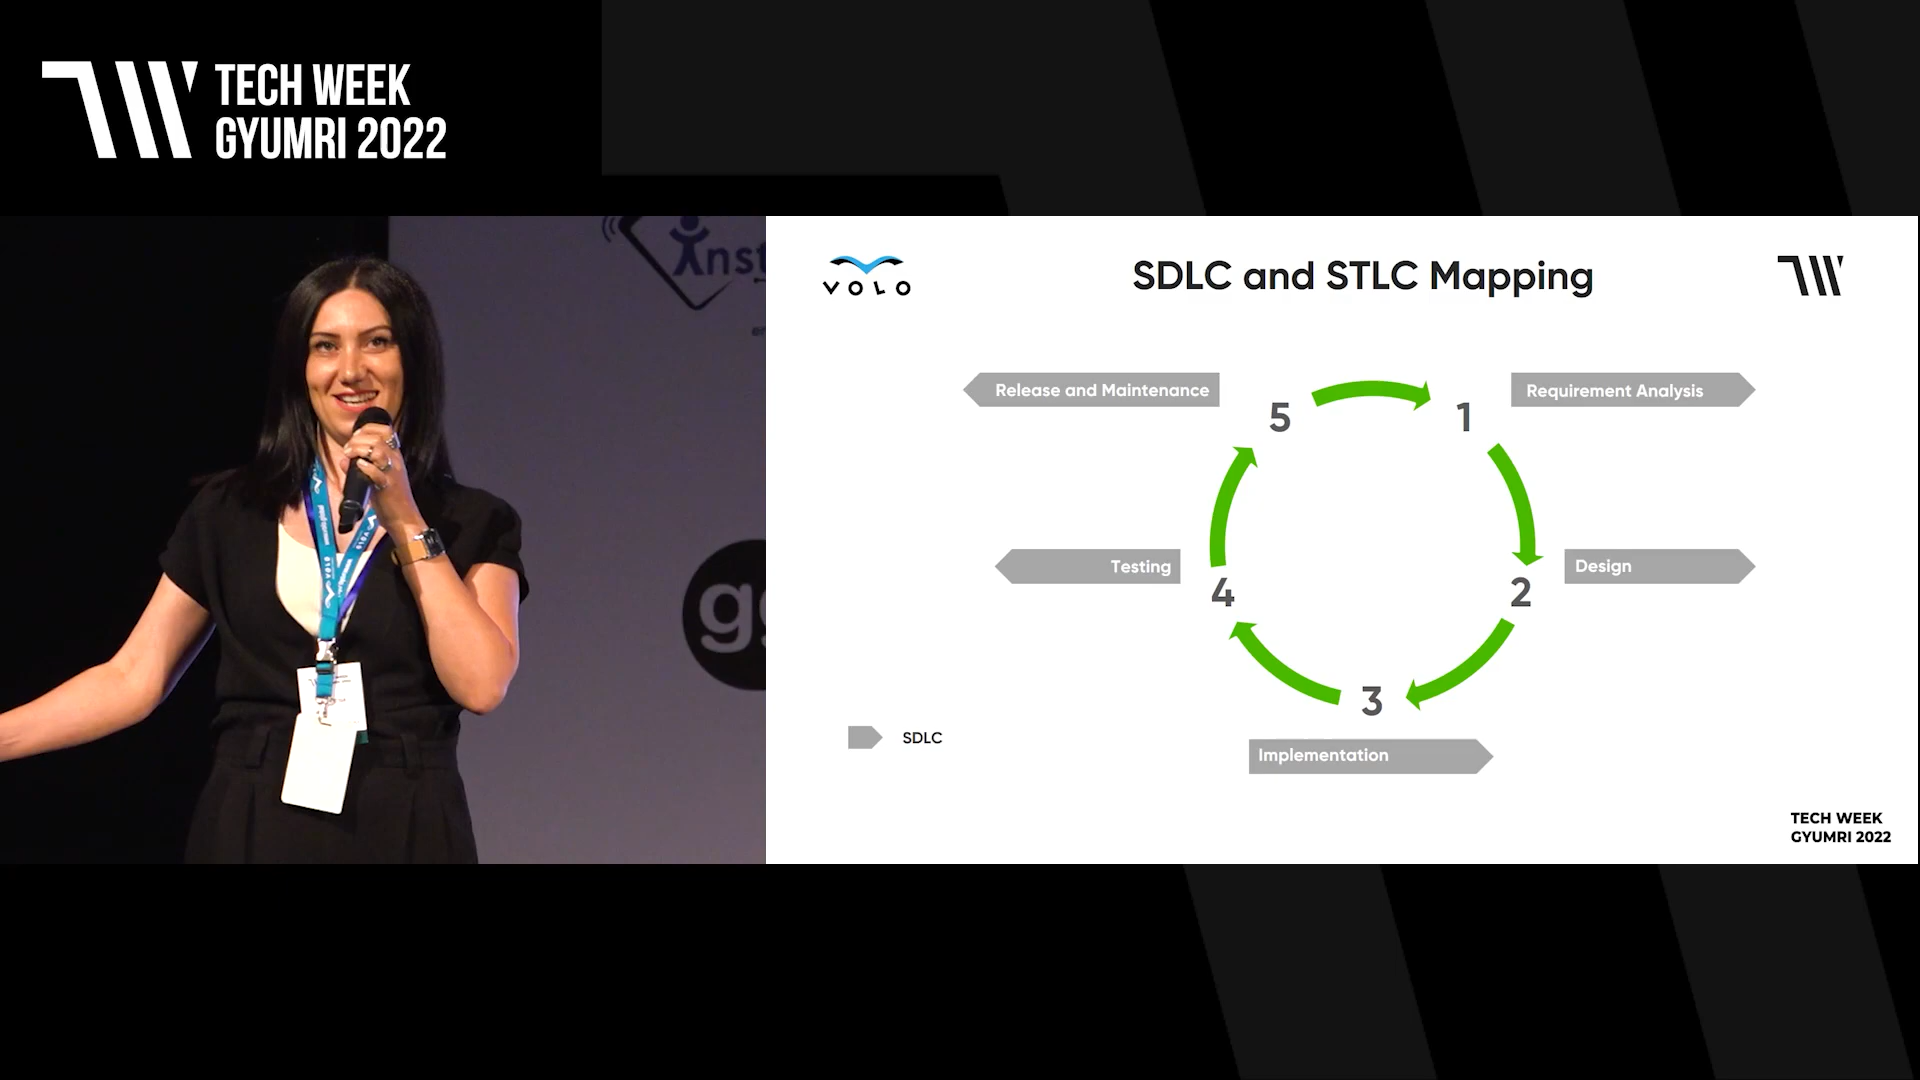 TECH WEEK
GYUMRI 2022
VOLO
SDLC and STLC Mapping
Release and Maintenance
5
1
Requirement Analysis
Testing
4
2
Design
3
Implementation
SDLC
TECH WEEK
GYUMRI 2022